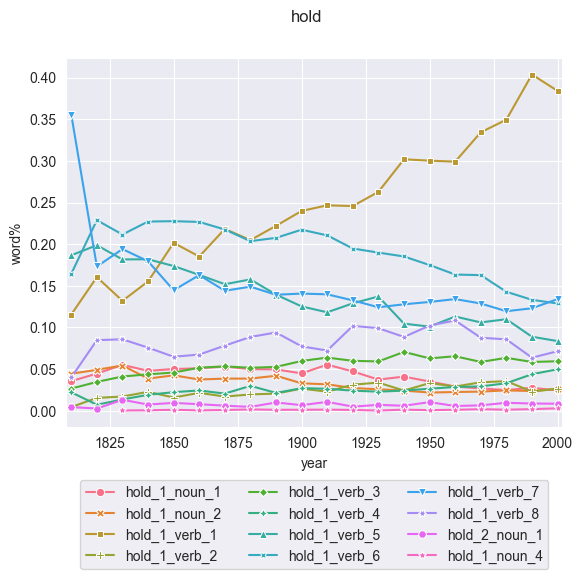 hold
0.40
0.35
0.30
0.25
0.20
0.15
0.10
0.05
0.00
word%
1825 1850 1875 1900 1925 1950 1975 2000
year
hold_1_noun_1 hold_1_verb_3 hold_1_verb_7
hold_1_noun_2 hold_1_verb_4 hold_1_verb_8
hold_1_verb_1 hold_1_verb_5 hold_2_noun_1
hold_1_verb_2 hold_1_verb_6 hold_1_noun_4